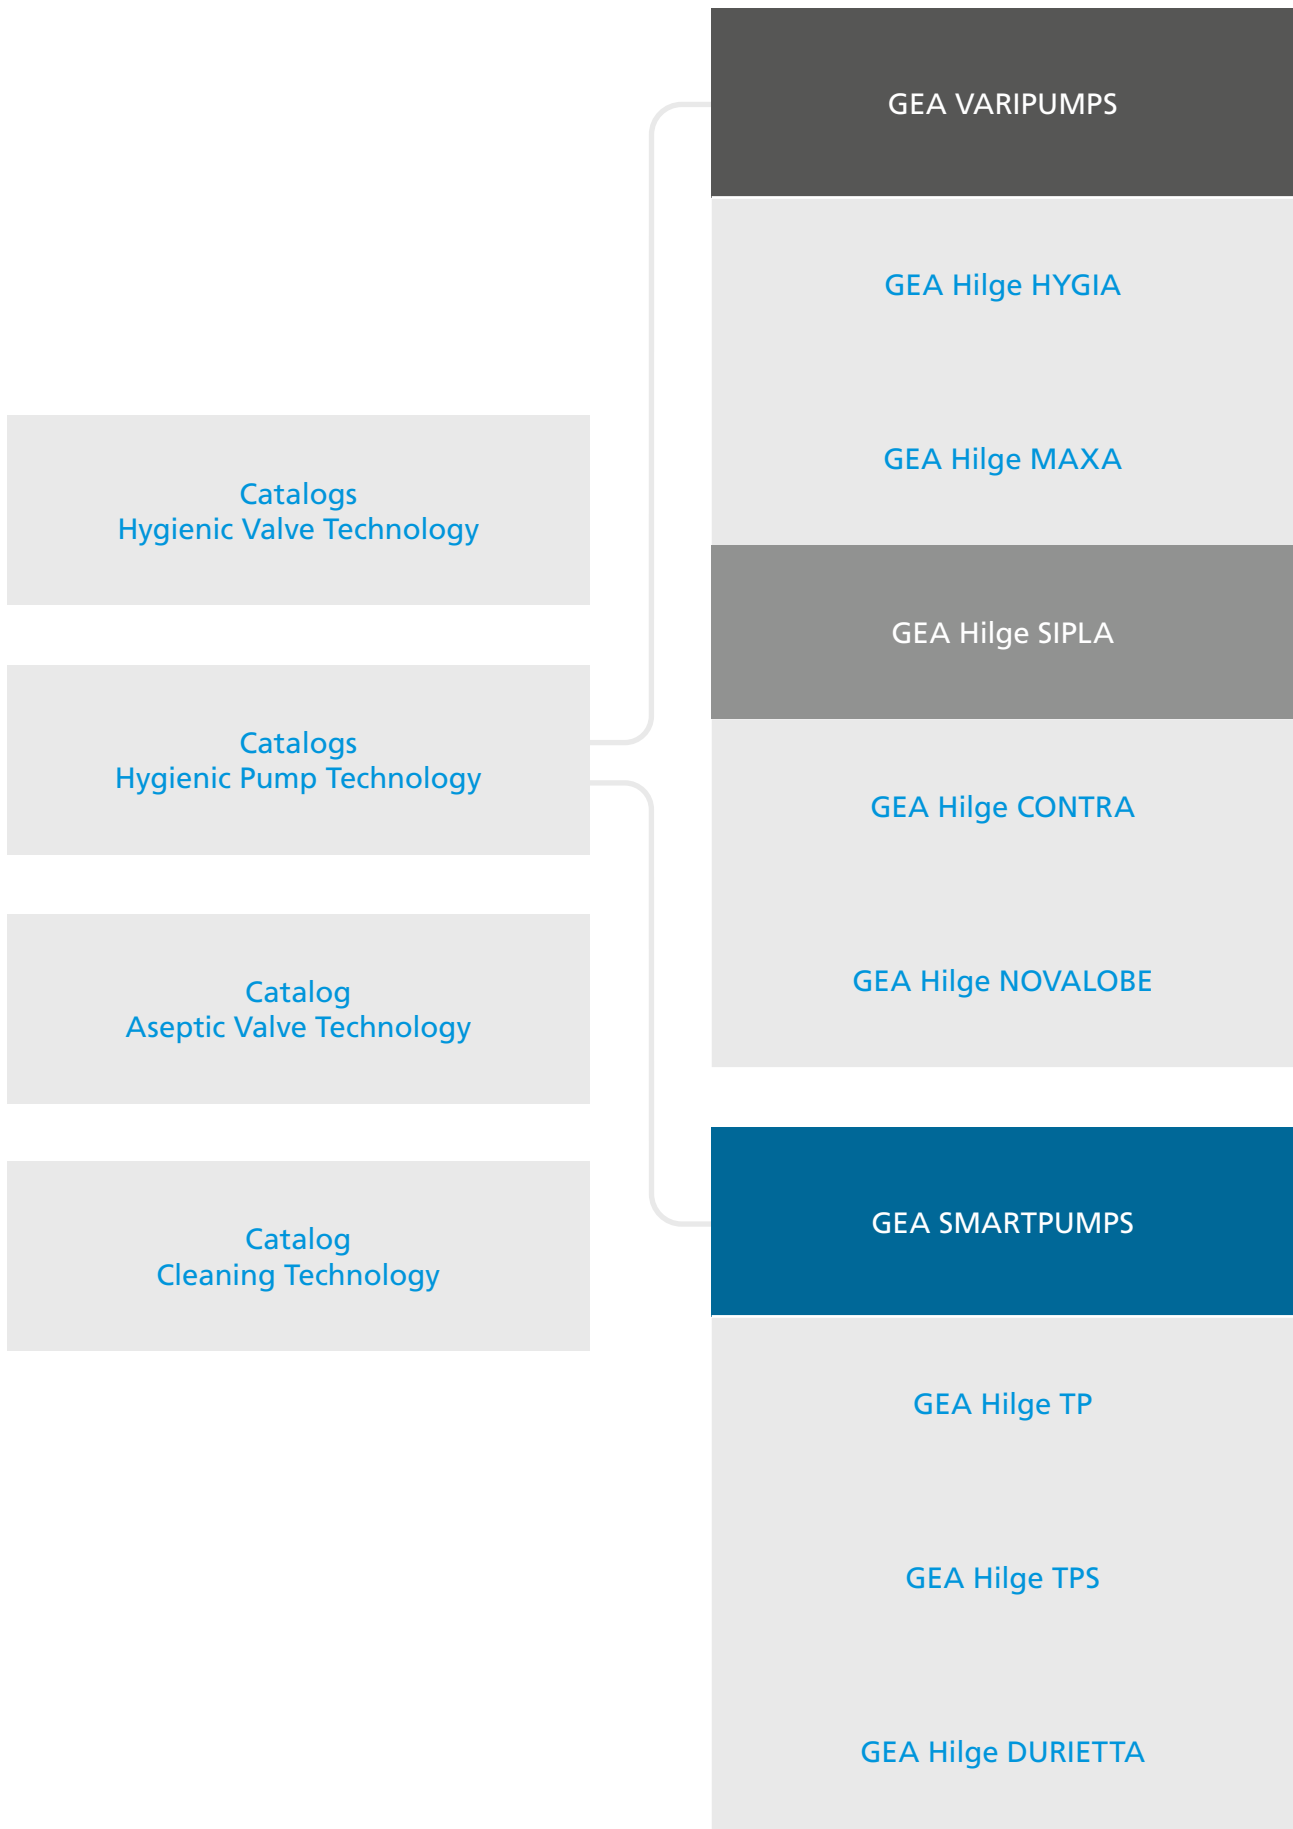 Catalogs
Hygienic Valve Technology
Catalogs
Hygienic Pump Technology
Catalog
Aseptic Valve Technology
Catalog
Cleaning Technology
GEA VARIPUMPS
GEA Hilge HYGIA
GEA Hilge MAXA
GEA Hilge SIPLA
GEA Hilge CONTRA
GEA Hilge NOVALOBE
GEA SMARTPUMPS
GEA Hilge TP
GEA Hilge TPS
GEA Hilge DURIETTA